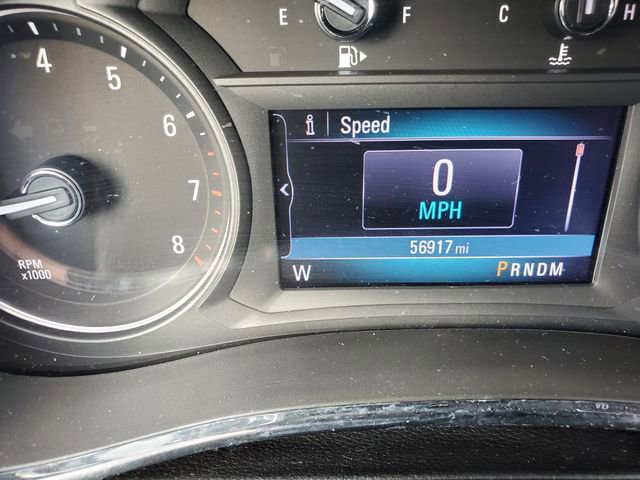 E F C H
4
5
6
7
8
RPM
x1000
i Speed
0
MPH
56917 mi
W PRNDM